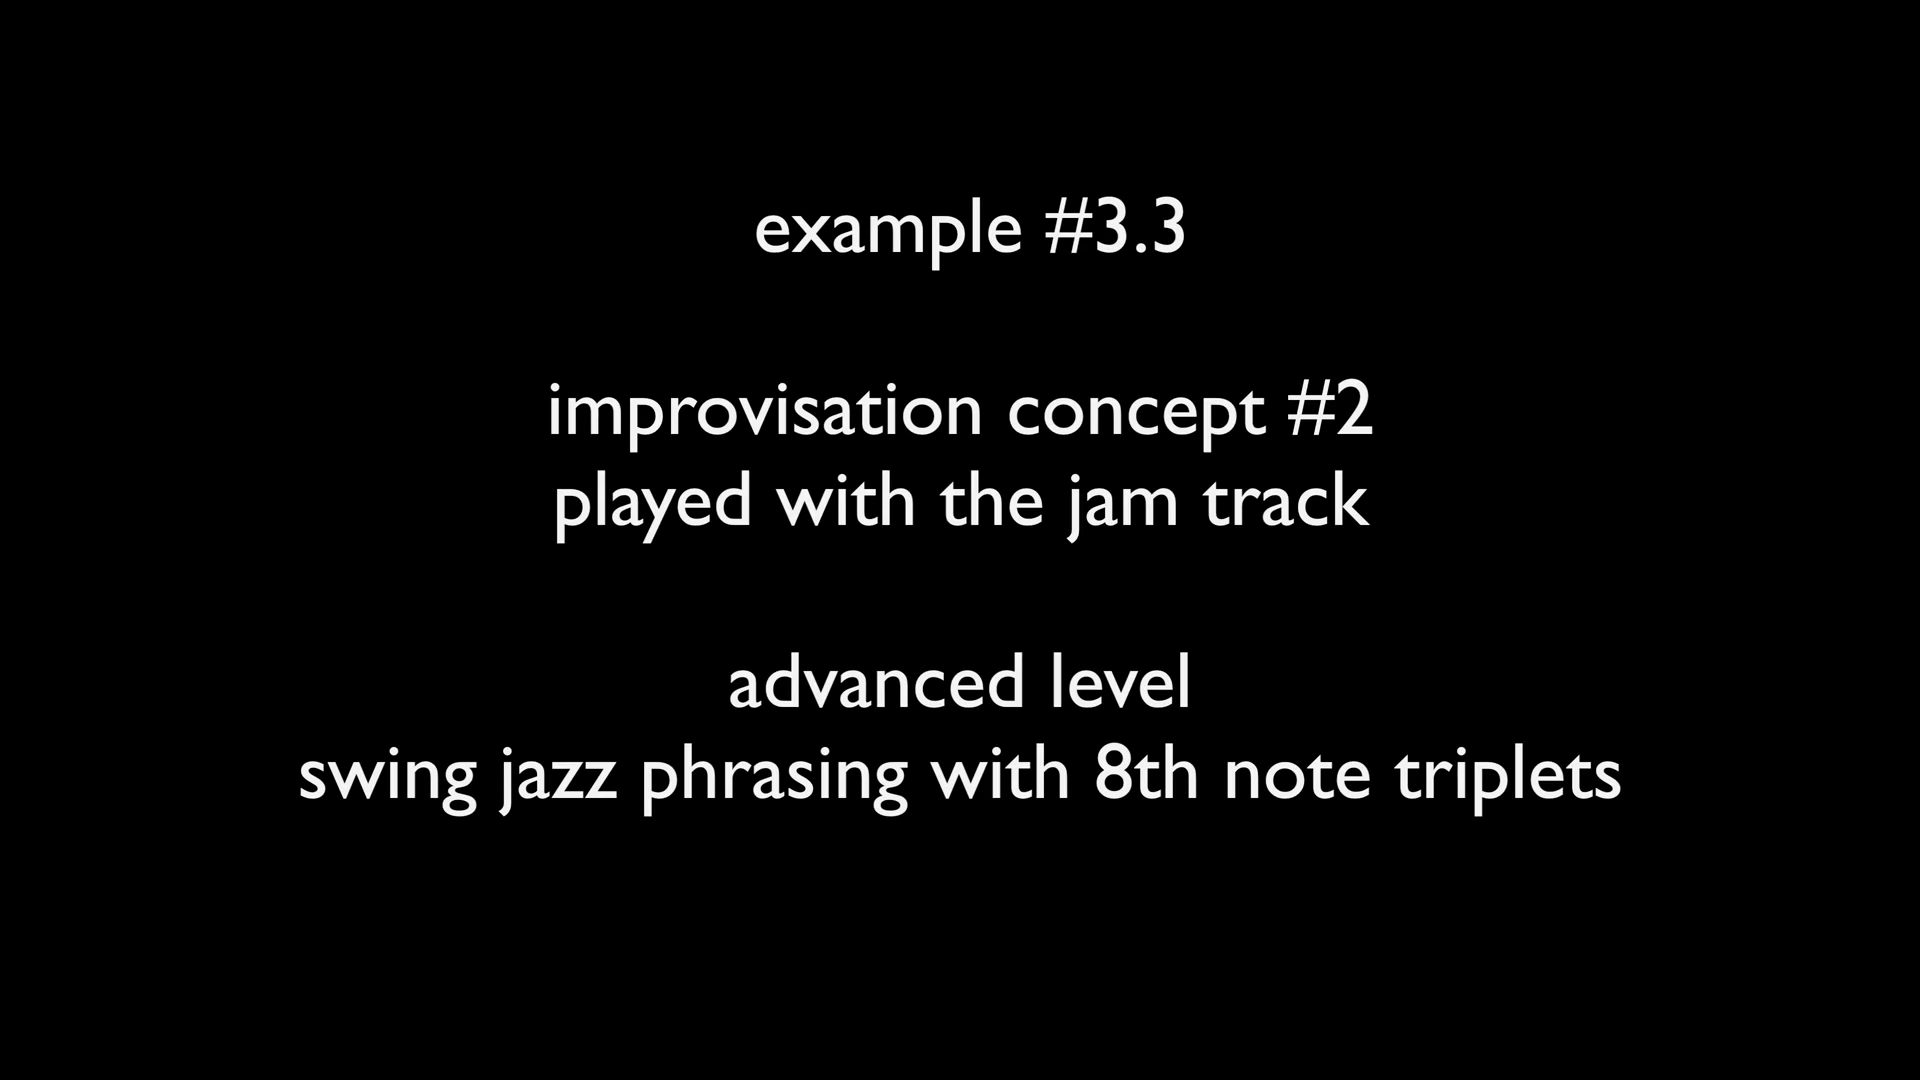 example #3.3
improvisation concept #2
played with the jam track
advanced level
swing jazz phrasing with 8th note triplets